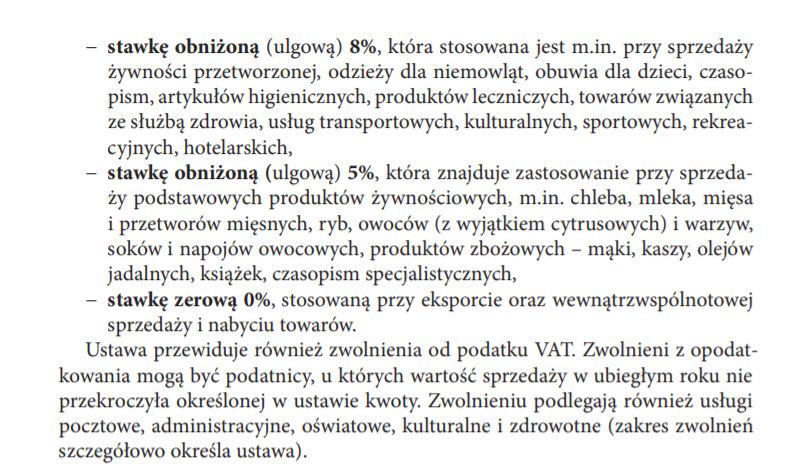 – stawkę obniżoną (ulgową) 8%, która stosowana jest m.in. przy sprzedaży
żywności przetworzonej, odzieży dla niemowląt, obuwia dla dzieci, czaso-
pism, artykułów higienicznych, produktów leczniczych, towarów związanych
ze służbą zdrowia, usług transportowych, kulturalnych, sportowych, rekrea-
cyjnych, hotelarskich,
– stawkę obniżoną (ulgową) 5%, która znajduje zastosowanie przy sprzeda-
ży podstawowych produktów żywnościowych, m.in. chleba, mleka, mięsa
i przetworów mięsnych, ryb, owoców (z wyjątkiem cytrusowych) i warzyw,
soków i napojów owocowych, produktów zbożowych – mąki, kaszy, olejów
jadalnych, książek, czasopism specjalistycznych,
– stawkę zerową 0%, stosowaną przy eksporcie oraz wewnątrzwspólnotowej
sprzedaży i nabyciu towarów.
Ustawa przewiduje również zwolnienia od podatku VAT. Zwolnieni z opodat-
kowania mogą być podatnicy, u których wartość sprzedaży w ubiegłym roku nie
przekroczyła określonej w ustawie kwoty. Zwolnieniu podlegają również usługi
pocztowe, administracyjne, oświatowe, kulturalne i zdrowotne (zakres zwolnień
szczegółowo określa ustawa).